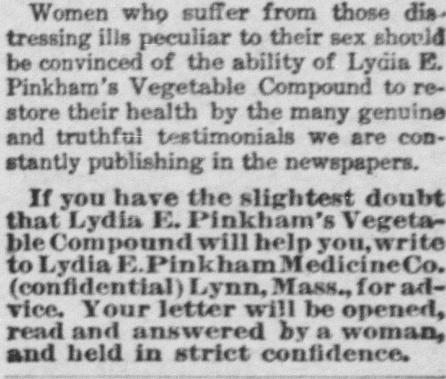 Women who suffer from those dis
tressing ills peculiar to their sex should
be convinced of the ability of Lydia E.
Pinkham's Vegetable Compound to re-
store their health by the many genuine
and truthful testimonials we are con-
stantly publishing in the newspapers.
If you have the slightest doubt
that Lydia E. Pinkham's Vegeta-
ble Compound will help you, write
to Lydia E. Pinkham Medicine Co.
(confidential) Lynn, Mass., for ad-
vice. Your letter will be opened,
read and answered by a woman,
and held in strict confidence.